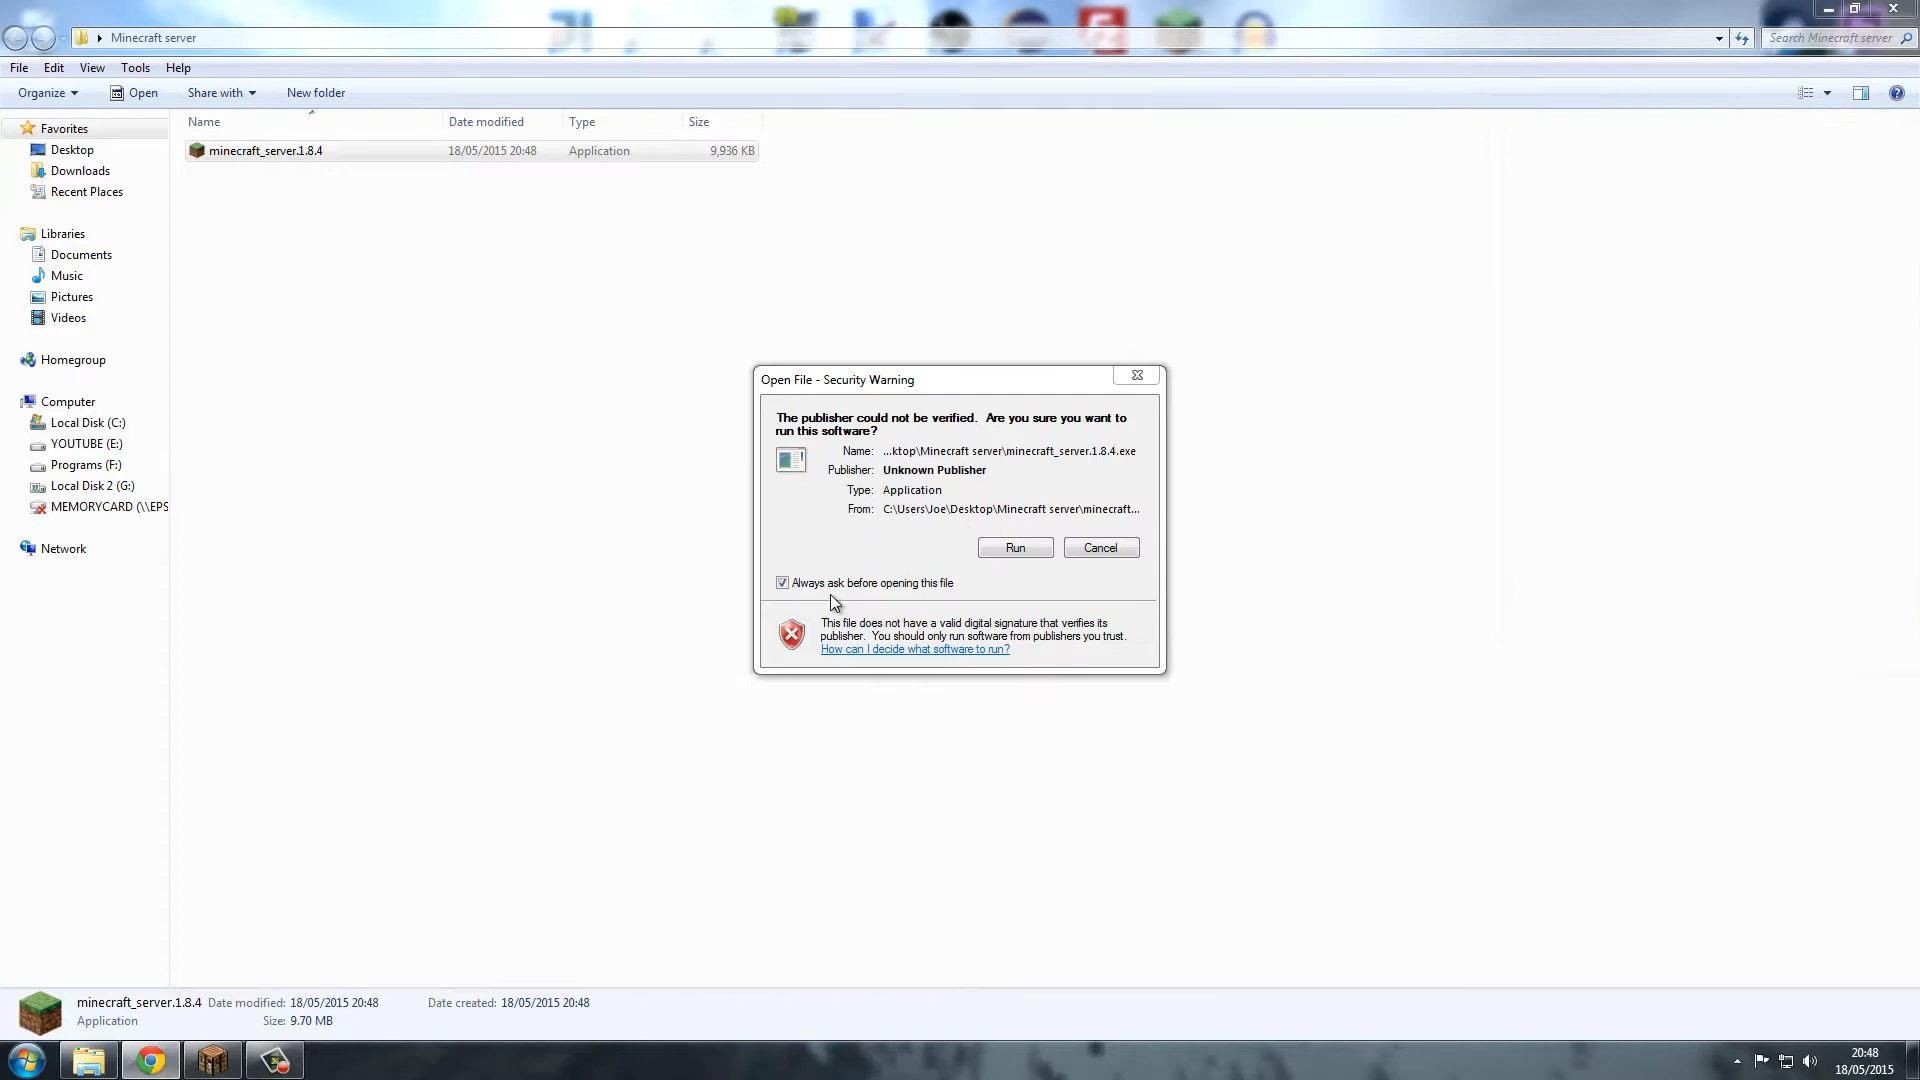 Minecraft server
Search Minecraft server
File Edit View Tools Help
Organize Open Share with New folder
Name Date modified Type Size
minecraft_server.1.8.4 18/05/2015 20:48 Application 9,936 KB
Favorites
Desktop
Downloads
Recent Places
Libraries
Documents
Music
Pictures
Videos
Homegroup
Computer
Local Disk (C:)
YOUTUBE (E:)
Programs (F:)
Local Disk 2 (G:)
MEMORYCARD (\\EPS
Network
Open File - Security Warning
The publisher could not be verified. Are you sure you want to
run this software?
Name: ...ktop\Minecraft server\minecraft_server.1.8.4.exe
Publisher: Unknown Publisher
Type: Application
From: C:\Users\Joe\Desktop\Minecraft server\minecraft...
Run Cancel
Always ask before opening this file
This file does not have a valid digital signature that verifies its
publisher. You should only run software from publishers you trust.
How can I decide what software to run?
minecraft_server.1.8.4 Date modified: 18/05/2015 20:48 Date created: 18/05/2015 20:48
Application Size: 9.70 MB
20:48
18/05/2015